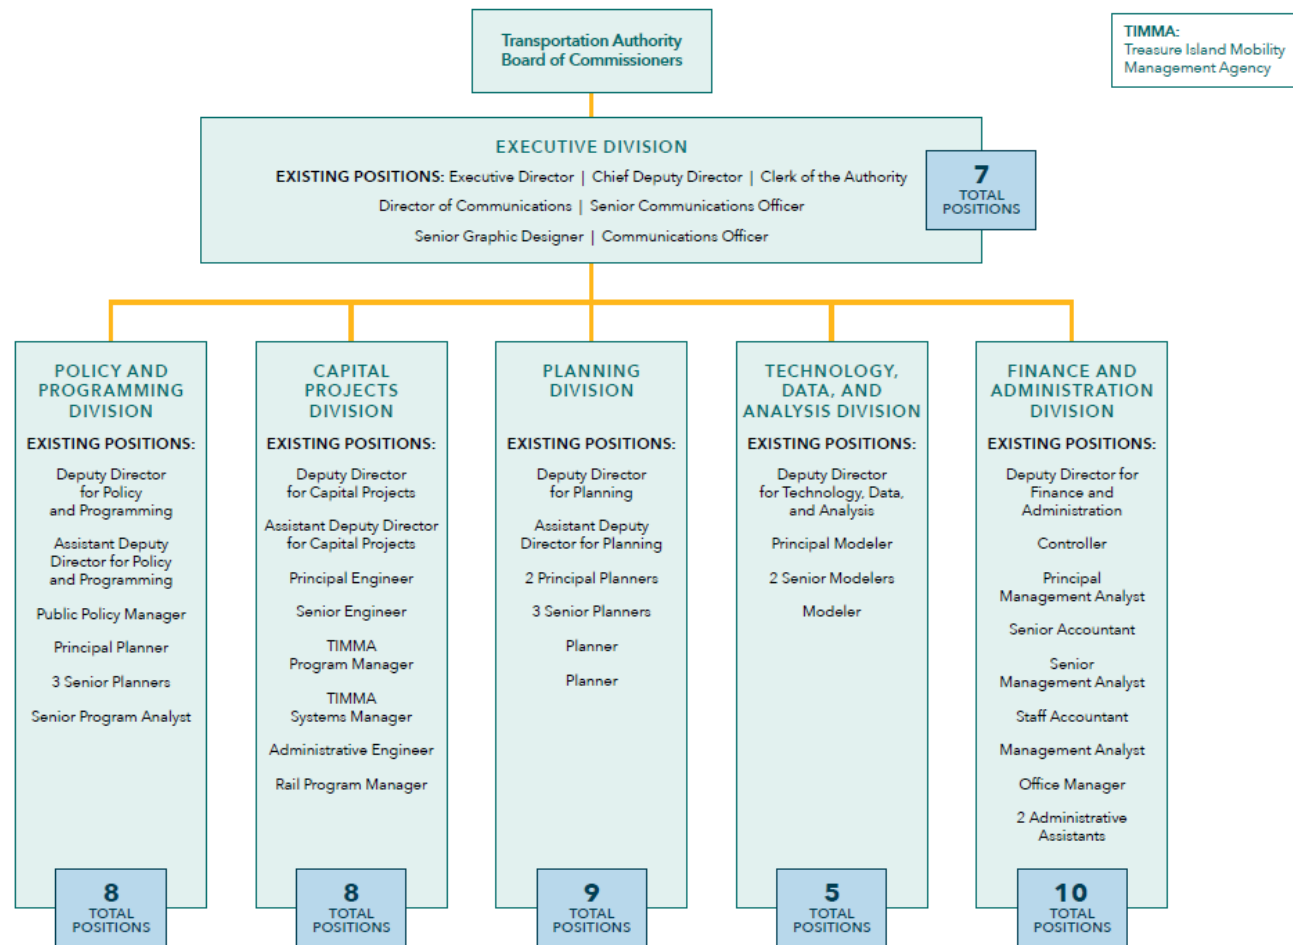 Transportation Authority
Board of Commissioners
TIMMA:
Treasure Island Mobility
Management Agency
EXECUTIVE DIVISION
EXISTING POSITIONS: Executive Director | Chief Deputy Director | Clerk of the Authority
Director of Communications | Senior Communications Officer
Senior Graphic Designer | Communications Officer
7
TOTAL
POSITIONS
POLICY AND
PROGRAMMING
DIVISION
EXISTING POSITIONS:
Deputy Director
for Policy
and Programming
Assistant Deputy
Director for Policy
and Programming
Public Policy Manager
Principal Planner
3 Senior Planners
Senior Program Analyst
8
TOTAL
POSITIONS
CAPITAL
PROJECTS
DIVISION
EXISTING POSITIONS:
Deputy Director
for Capital Projects
Assistant Deputy Director
for Capital Projects
Principal Engineer
Senior Engineer
TIMMA
Program Manager
TIMMA
Systems Manager
Administrative Engineer
Rail Program Manager
8
TOTAL
POSITIONS
PLANNING
DIVISION
EXISTING POSITIONS:
Deputy Director
for Planning
Assistant Deputy
Director for Planning
2 Principal Planners
3 Senior Planners
Planner
Planner
9
TOTAL
POSITIONS
TECHNOLOGY,
DATA, AND
ANALYSIS DIVISION
EXISTING POSITIONS:
Deputy Director
for Technology, Data,
and Analysis
Principal Modeler
2 Senior Modelers
Modeler
5
TOTAL
POSITIONS
FINANCE AND
ADMINISTRATION
DIVISION
EXISTING POSITIONS:
Deputy Director for
Finance and
Administration
Controller
Principal
Management Analyst
Senior Accountant
Senior
Management Analyst
Staff Accountant
Management Analyst
Office Manager
2 Administrative
Assistants
10
TOTAL
POSITIONS